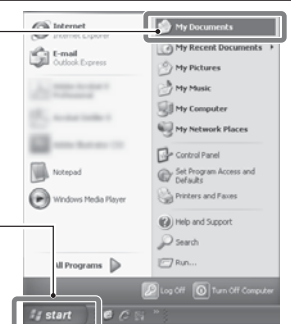 Internet
Internet Explorer
E-mail
Outlook Express
Notepad
Windows Media Player
All Programs
My Documents
My Recent Documents
My Pictures
My Music
My Computer
My Network Places
Control Panel
Set Program Access and
Defaults
Printers and Faxes
Help and Support
Search
Run...
Log Off
Turn Off Computer
start